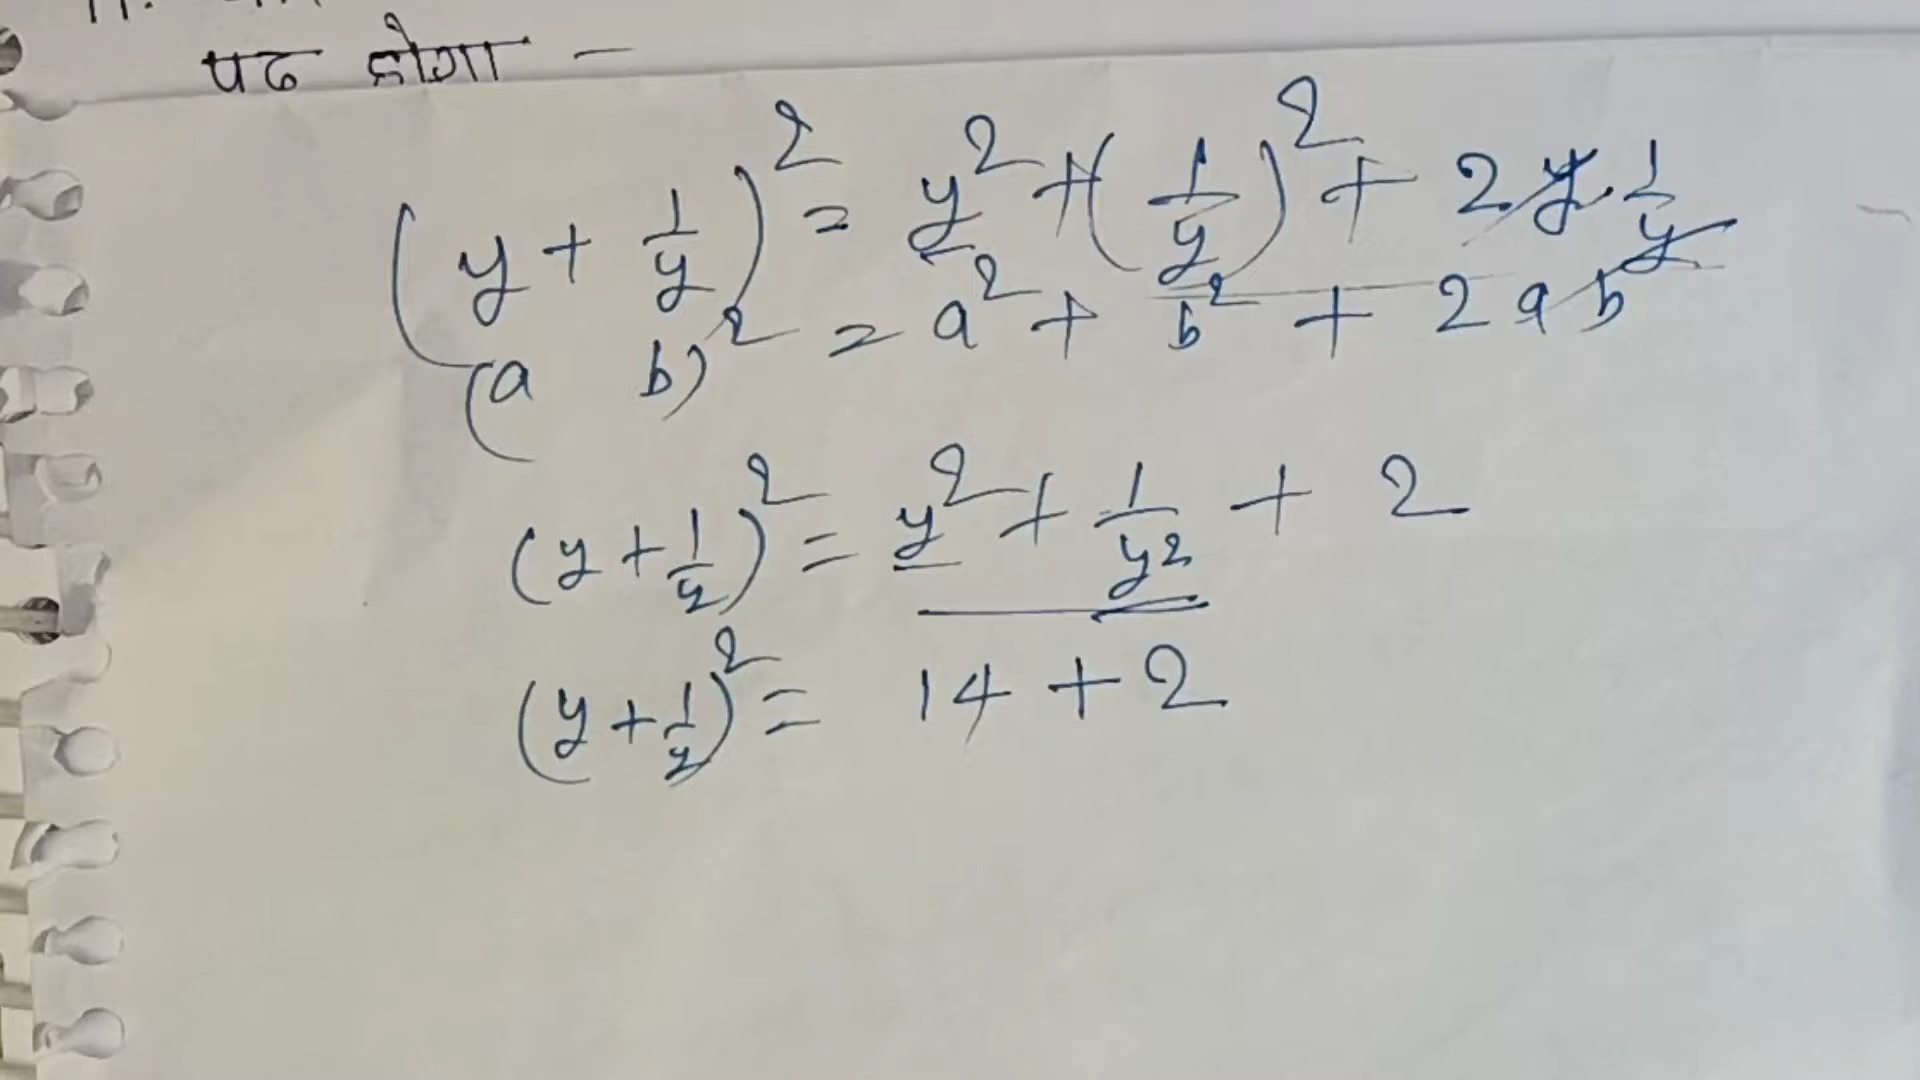 पद होगा -
(y + 1/y)² = y² + (1/y)² + 2 y · 1/y
(a b)² = a² + b² + 2 a b
(y + 1/y)² = y² + 1/y² + 2
(y + 1/y)² = 14 + 2